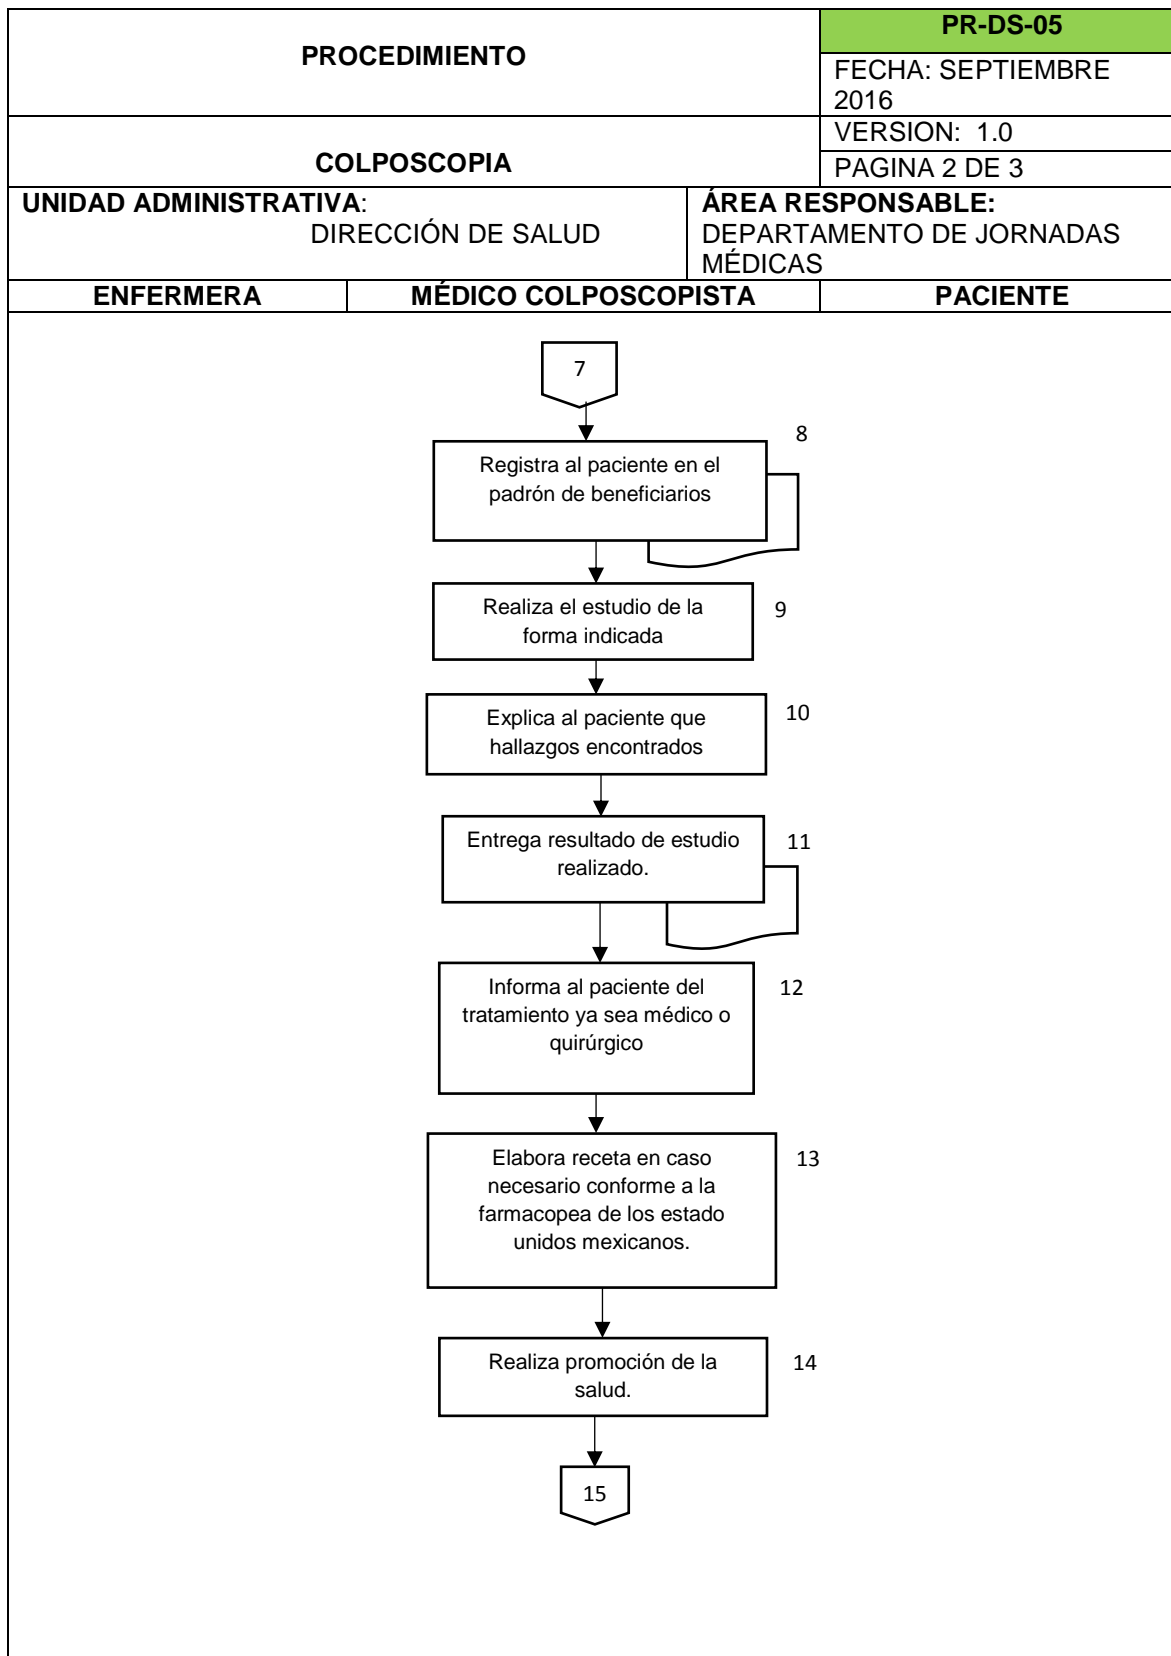 PROCEDIMIENTO
PR-DS-05
FECHA: SEPTIEMBRE
2016
COLPOSCOPIA
VERSION: 1.0
PAGINA 2 DE 3
UNIDAD ADMINISTRATIVA:
DIRECCIÓN DE SALUD
ÁREA RESPONSABLE:
DEPARTAMENTO DE JORNADAS
MÉDICAS
ENFERMERA
MÉDICO COLPOSCOPISTA
PACIENTE
7
8
Registra al paciente en el
padrón de beneficiarios
Realiza el estudio de la
forma indicada
9
Explica al paciente que
hallazgos encontrados
10
Entrega resultado de estudio
realizado.
11
Informa al paciente del
tratamiento ya sea médico o
quirúrgico
12
Elabora receta en caso
necesario conforme a la
farmacopea de los estado
unidos mexicanos.
13
Realiza promoción de la
salud.
14
15